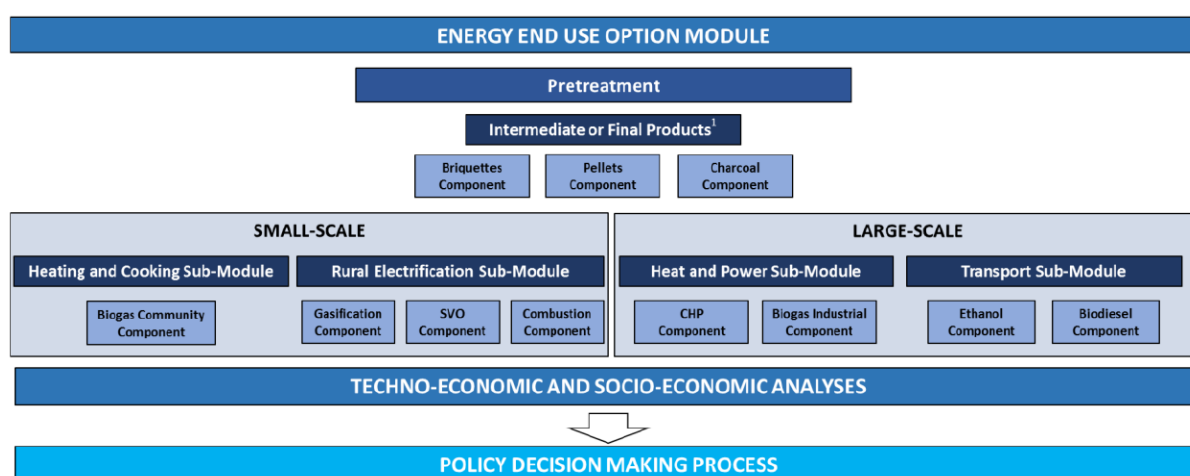 ENERGY END USE OPTION MODULE
Pretreatment
Intermediate or Final Products1
Briquettes
Component
Pellets
Component
Charcoal
Component
SMALL-SCALE
Heating and Cooking Sub-Module
Rural Electrification Sub-Module
Biogas Community
Component
Gasification
Component
SVO
Component
Combustion
Component
LARGE-SCALE
Heat and Power Sub-Module
Transport Sub-Module
CHP
Component
Biogas Industrial
Component
Ethanol
Component
Biodiesel
Component
TECHNO-ECONOMIC AND SOCIO-ECONOMIC ANALYSES
POLICY DECISION MAKING PROCESS